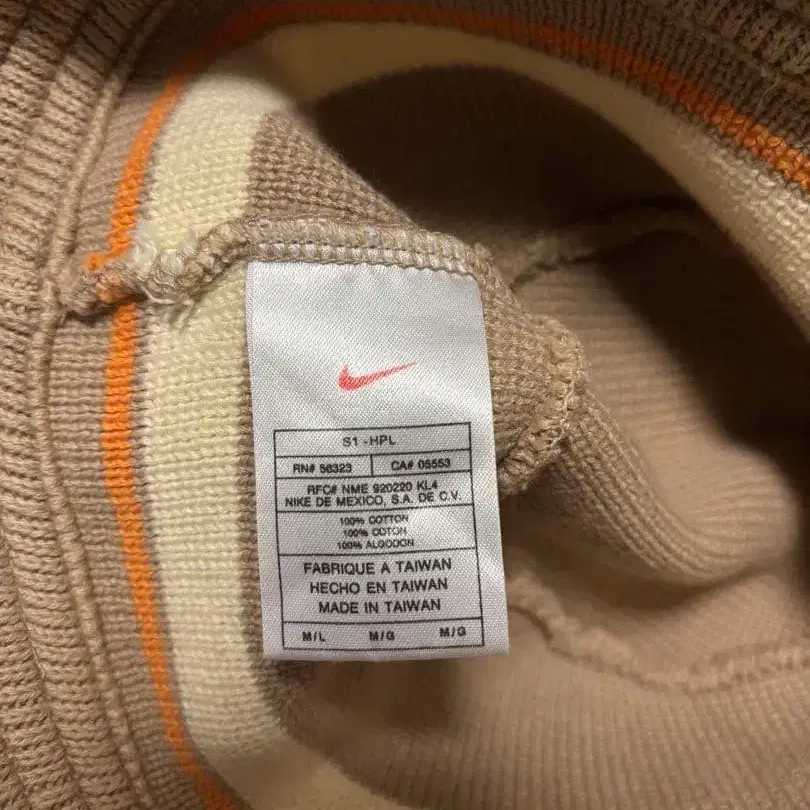 S1-HPL
RN# 56323 CA# 05553
RFC# NME 920220 KL4
NIKE DE MEXICO, S.A. DE C.V.
100% COTTON
100% COTON
100% ALGODON
FABRIQUE A TAIWAN
HECHO EN TAIWAN
MADE IN TAIWAN
M/L M/G M/G